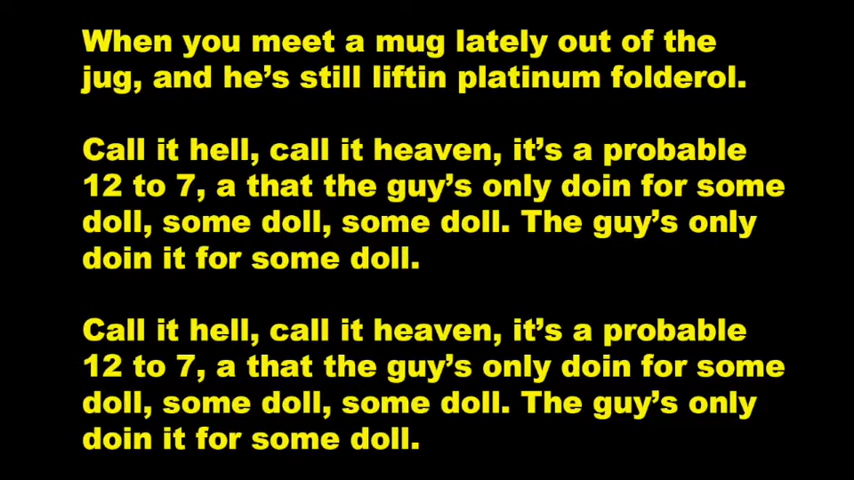 When you meet a mug lately out of the
jug, and he’s still liftin platinum folderol.
Call it hell, call it heaven, it’s a probable
12 to 7, a that the guy’s only doin for some
doll, some doll, some doll. The guy’s only
doin it for some doll.
Call it hell, call it heaven, it’s a probable
12 to 7, a that the guy’s only doin for some
doll, some doll, some doll. The guy’s only
doin it for some doll.